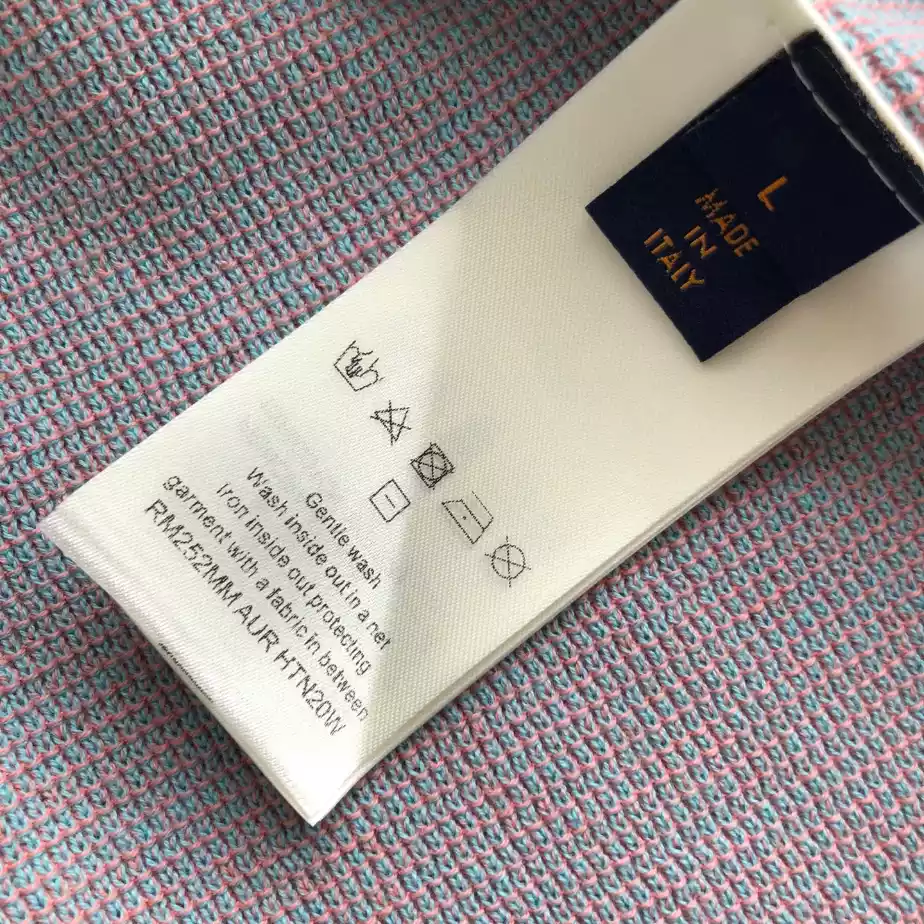 L
MADE
IN
ITALY
Gentle wash
Wash inside out in a net
Iron inside out protecting
garment with a fabric in between
RM252MM AUR HTN20W